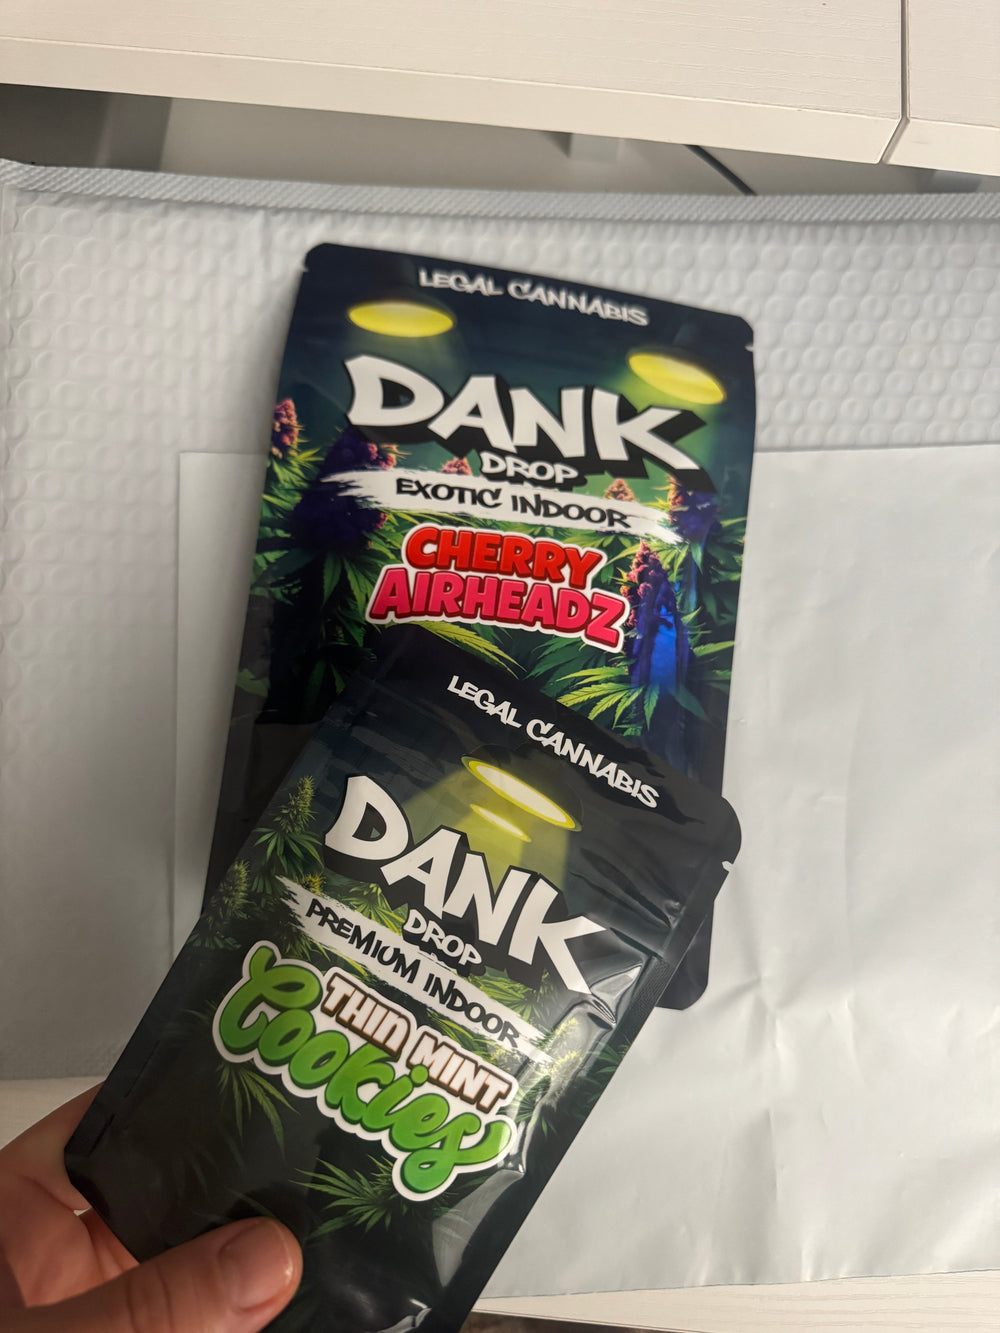 LEGAL CANNABIS
DANK
DROP
EXOTIC INDOOR
CHERRY
AIRHEADZ
LEGAL CANNABIS
DANK
DROP
PREMIUM INDOOR
THIN MINT
Cookies